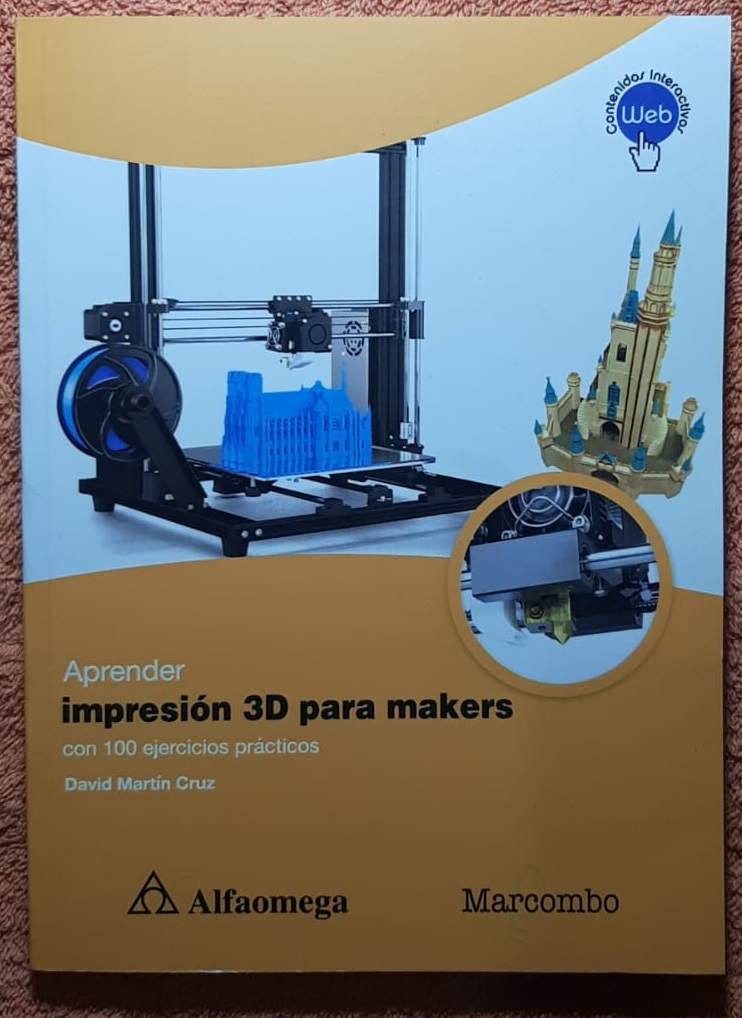 Contenidos Interactivos
Web
Aprender
impresión 3D para makers
con 100 ejercicios prácticos
David Martín Cruz
Alfaomega
Marcombo